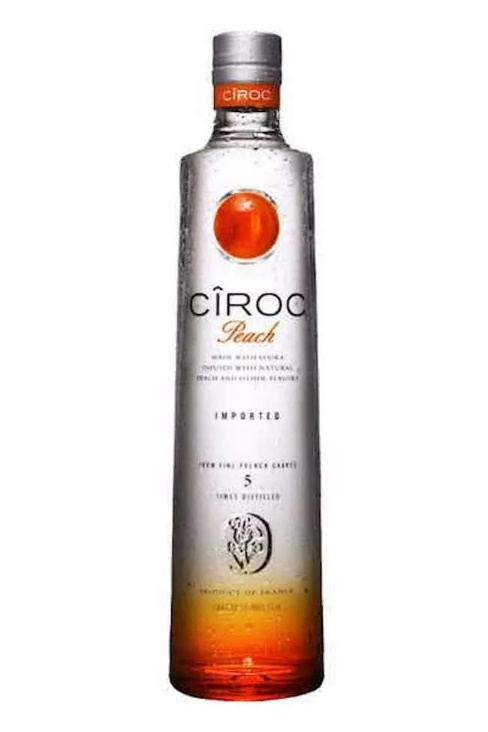 CÎROC
CÎROC
Peach
MADE WITH VODKA
INFUSED WITH NATURAL
PEACH AND OTHER FLAVORS
IMPORTED
FROM FINE FRENCH GRAPES
5
TIMES DISTILLED
PRODUCT OF FRANCE